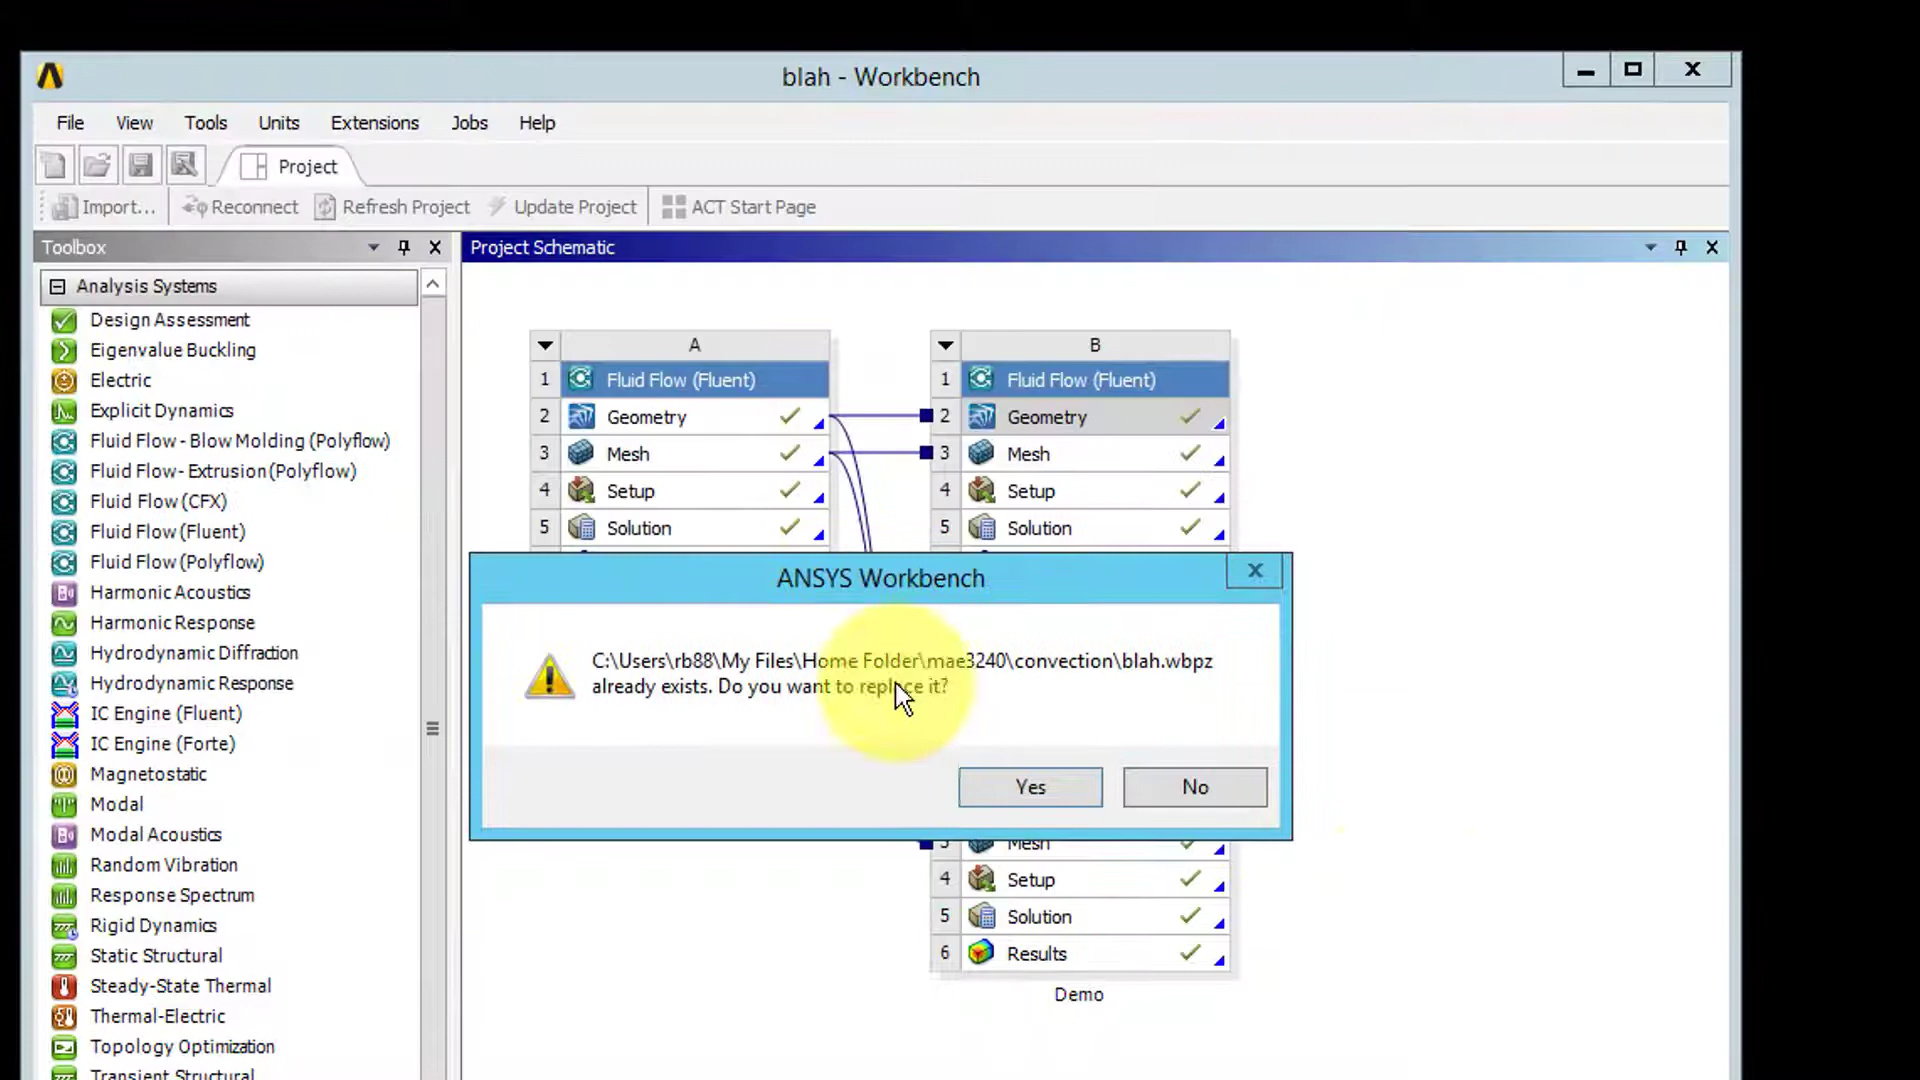 blah - Workbench
File View Tools Units Extensions Jobs Help
Project
Import... Reconnect Refresh Project Update Project ACT Start Page
Toolbox
Project Schematic
Analysis Systems
Design Assessment
Eigenvalue Buckling
Electric
Explicit Dynamics
Fluid Flow - Blow Molding (Polyflow)
Fluid Flow- Extrusion (Polyflow)
Fluid Flow (CFX)
Fluid Flow (Fluent)
Fluid Flow (Polyflow)
Harmonic Acoustics
Harmonic Response
Hydrodynamic Diffraction
Hydrodynamic Response
IC Engine (Fluent)
IC Engine (Forte)
Magnetostatic
Modal
Modal Acoustics
Random Vibration
Response Spectrum
Rigid Dynamics
Static Structural
Steady-State Thermal
Thermal-Electric
Topology Optimization
Transient Structural
A
1 Fluid Flow (Fluent)
2 Geometry
3 Mesh
4 Setup
5 Solution
B
1 Fluid Flow (Fluent)
2 Geometry
3 Mesh
4 Setup
5 Solution
ANSYS Workbench
C:\Users\rb88\My Files\Home Folder\mae3240\convection\blah.wbpz
already exists. Do you want to replace it?
Yes No
3 Mesh
4 Setup
5 Solution
6 Results
Demo